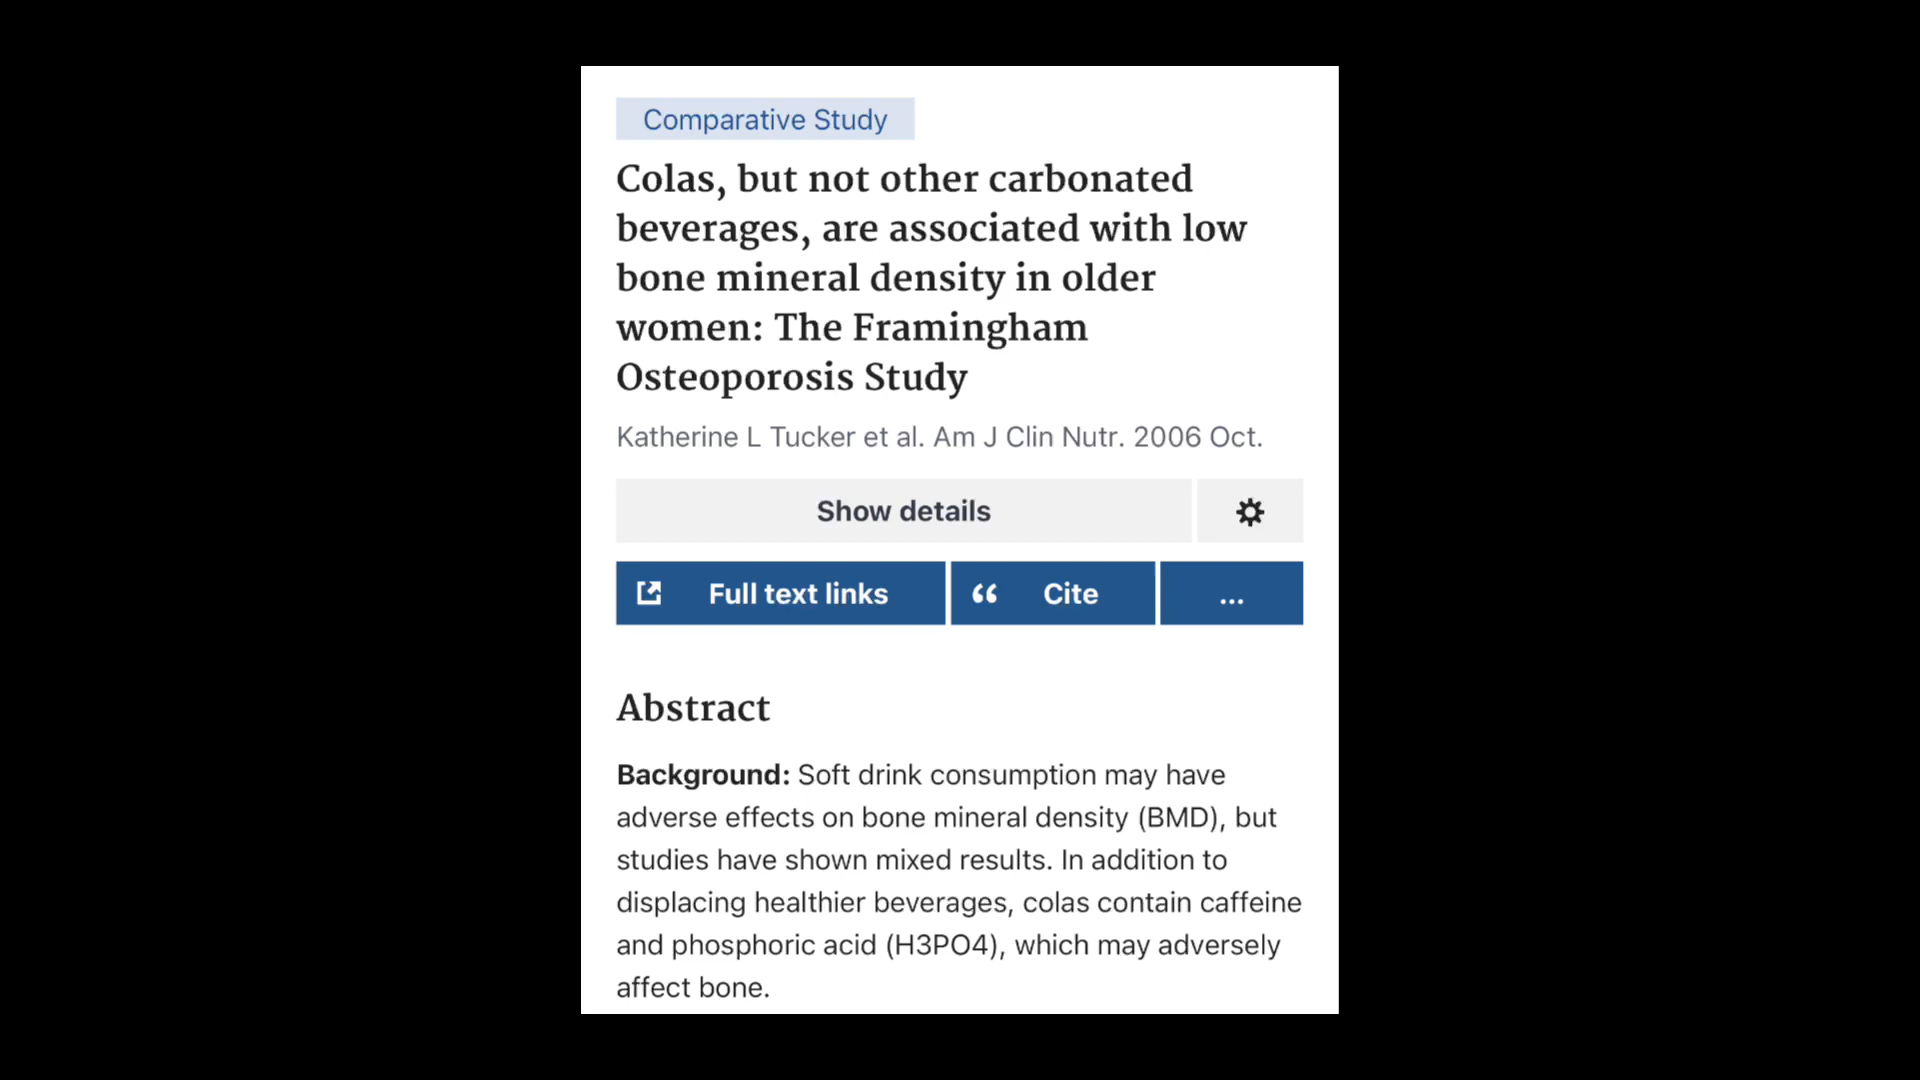 Comparative Study
Colas, but not other carbonated
beverages, are associated with low
bone mineral density in older
women: The Framingham
Osteoporosis Study
Katherine L Tucker et al. Am J Clin Nutr. 2006 Oct.
Show details
Full text links
Cite
...
Abstract
Background: Soft drink consumption may have
adverse effects on bone mineral density (BMD), but
studies have shown mixed results. In addition to
displacing healthier beverages, colas contain caffeine
and phosphoric acid (H3PO4), which may adversely
affect bone.